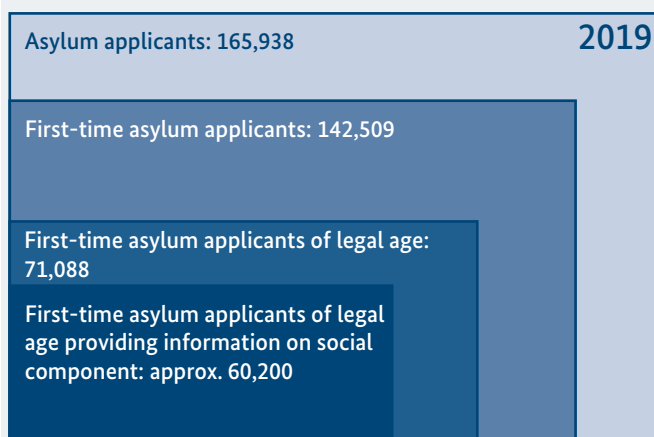 Asylum applicants: 165,938
2019
First-time asylum applicants: 142,509
First-time asylum applicants of legal age:
71,088
First-time asylum applicants of legal
age providing information on social
component: approx. 60,200